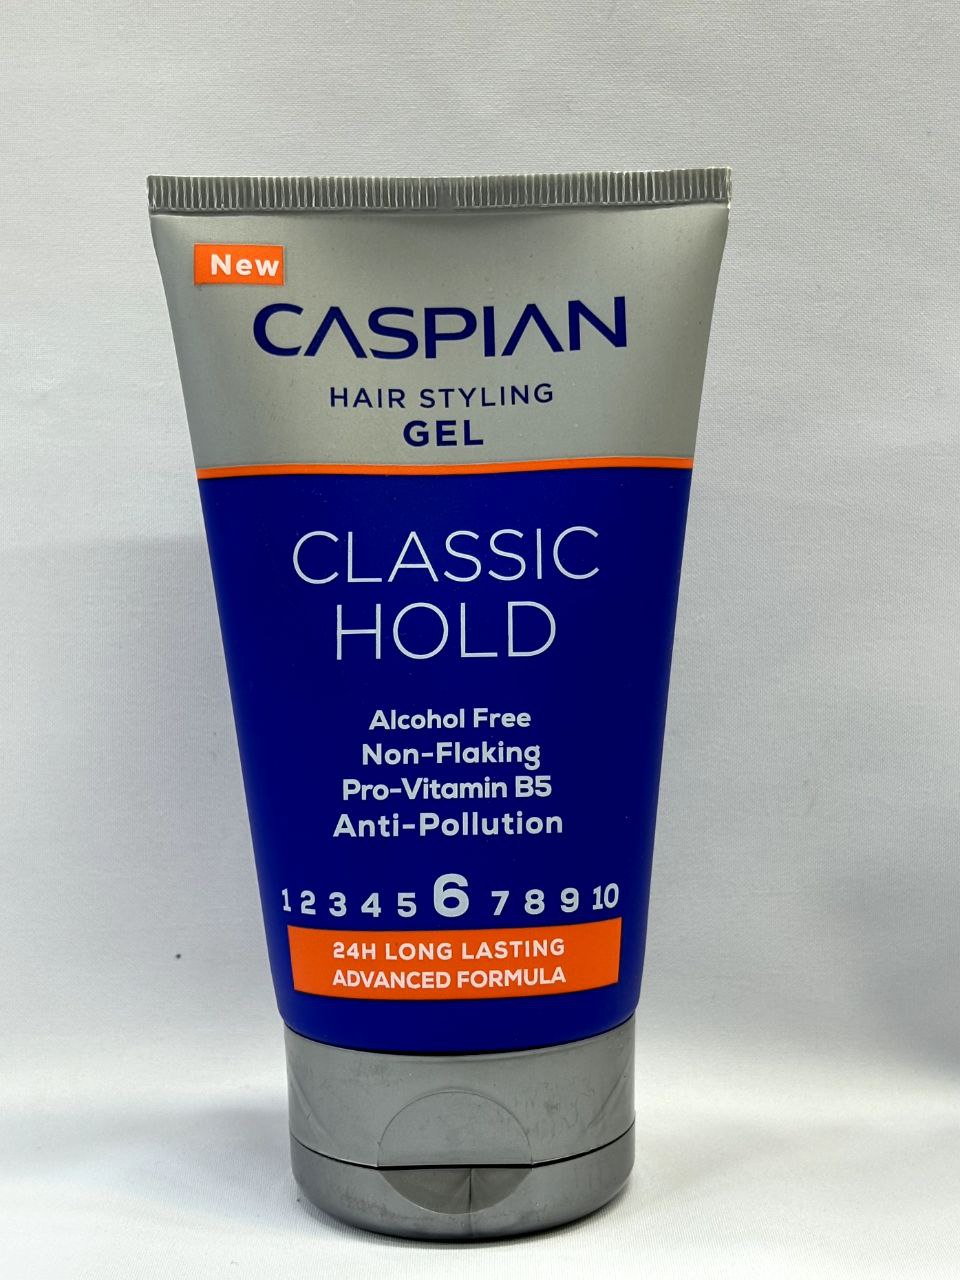 New
CASPIAN
HAIR STYLING
GEL
CLASSIC
HOLD
Alcohol Free
Non-Flaking
Pro-Vitamin B5
Anti-Pollution
1 2 3 4 5 6 7 8 9 10
24H LONG LASTING
ADVANCED FORMULA